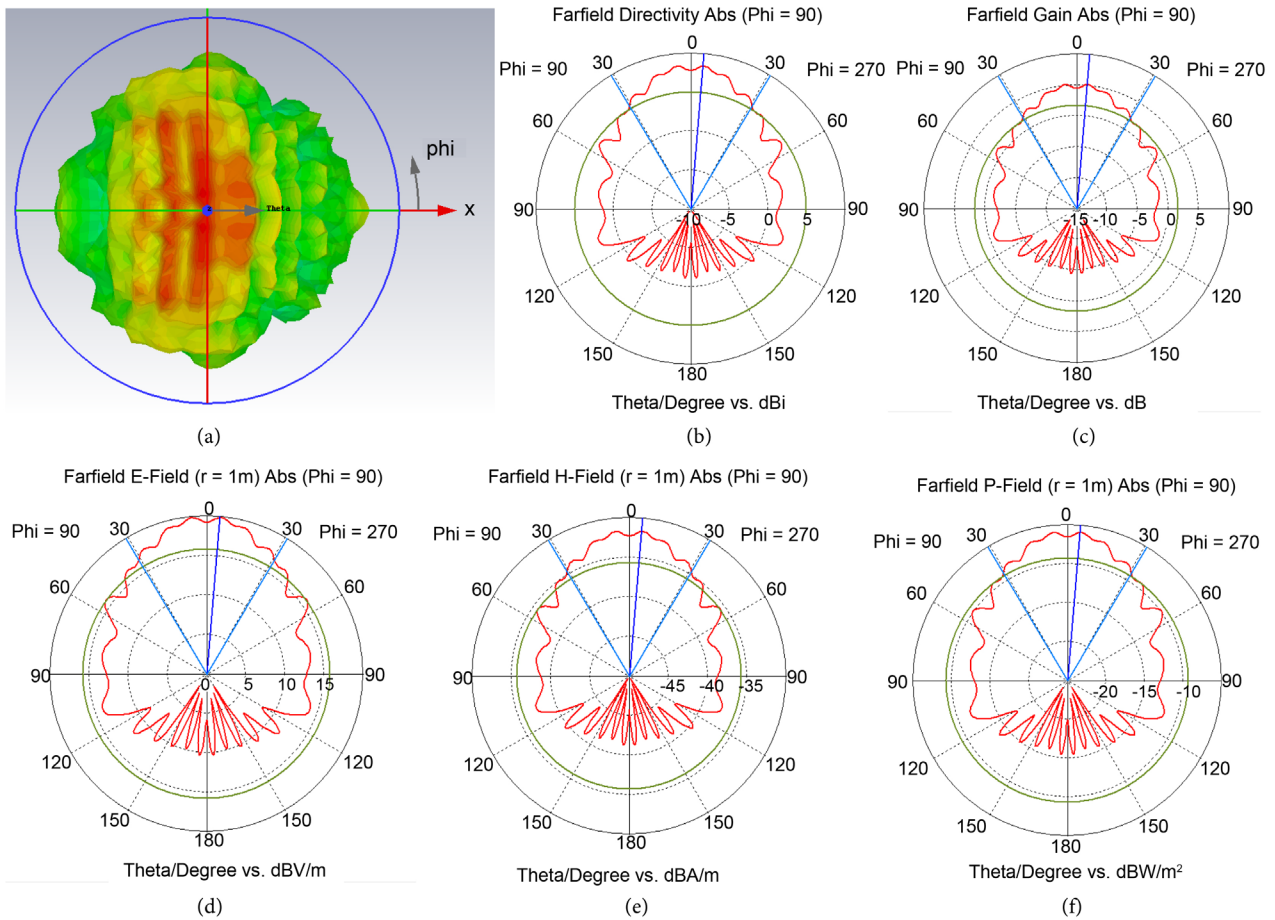 phi
Theta
x
(a)
Farfield Directivity Abs (Phi = 90)
0
30 30
Phi = 90 Phi = 270
60 60
90 -10 -5 0 5 90
120 120
150 150
180
Theta/Degree vs. dBi
(b)
Farfield Gain Abs (Phi = 90)
0
30 30
Phi = 90 Phi = 270
60 60
90 -15 -10 -5 0 5 90
120 120
150 150
180
Theta/Degree vs. dB
(c)
Farfield E-Field (r = 1m) Abs (Phi = 90)
0
Phi = 90 30 30 Phi = 270
60 60
90 0 5 10 15 90
120 120
150 150
180
Theta/Degree vs. dBV/m
(d)
Farfield H-Field (r = 1m) Abs (Phi = 90)
0
Phi = 90 30 30 Phi = 270
60 60
90 -45 -40 -35 90
120 120
150 150
180
Theta/Degree vs. dBA/m
(e)
Farfield P-Field (r = 1m) Abs (Phi = 90)
0
Phi = 90 30 30 Phi = 270
60 60
90 -20 -15 -10 90
120 120
150 150
180
Theta/Degree vs. dBW/m²
(f)